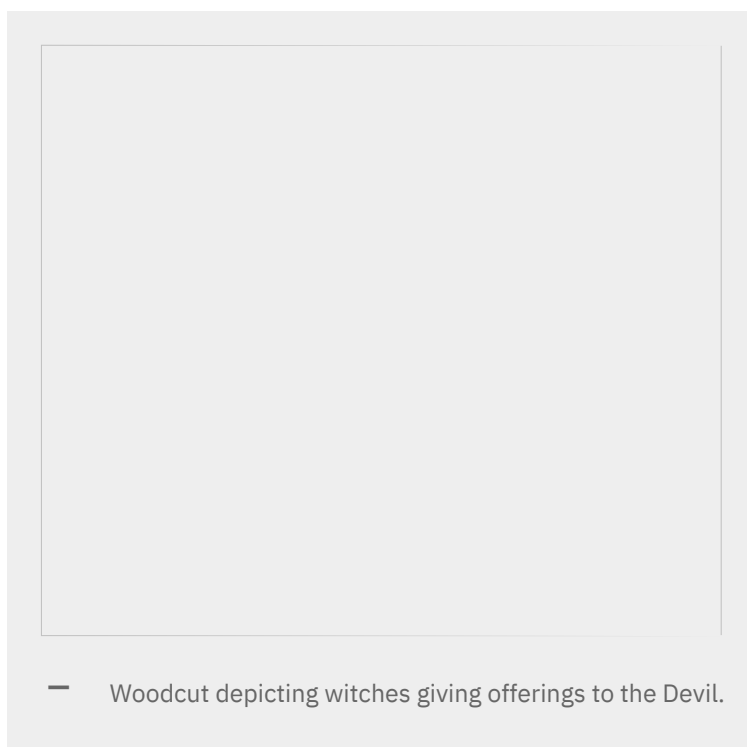 – Woodcut depicting witches giving offerings to the Devil.